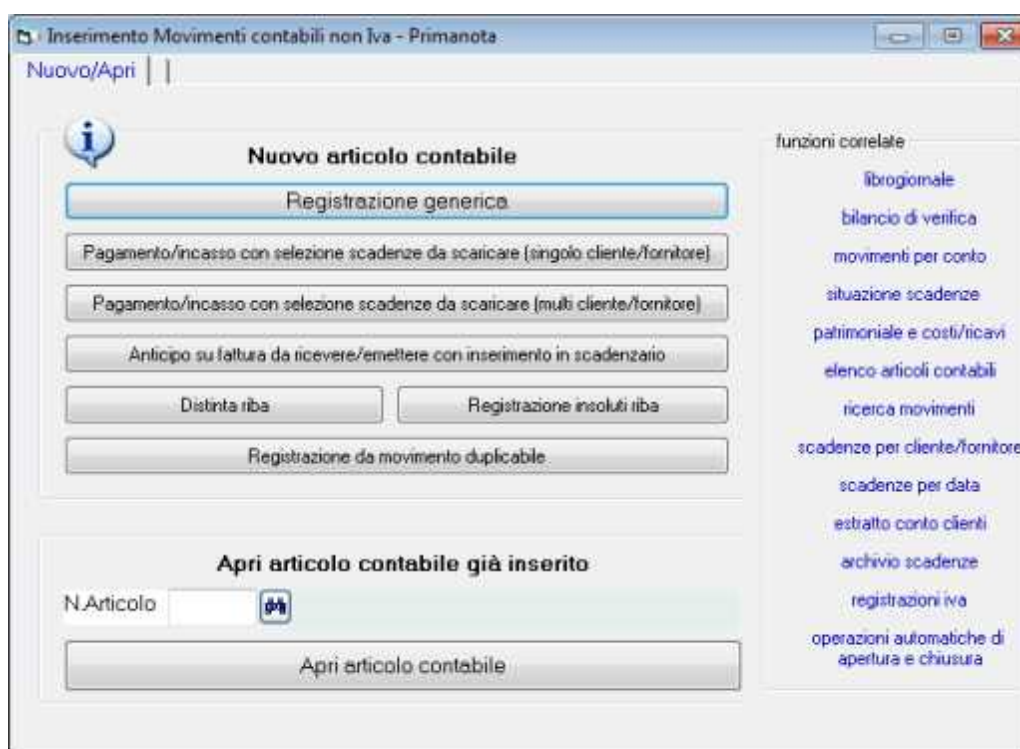 Inserimento Movimenti contabili non Iva - Primanota
Nuovo/Apri
Nuovo articolo contabile
Registrazione generica
Pagamento/incasso con selezione scadenze da scaricare (singolo cliente/fornitore)
Pagamento/incasso con selezione scadenze da scaricare (multi cliente/fornitore)
Anticipo su fattura da ricevere/emettere con inserimento in scadenzario
Distinta riba
Registrazione insoluti riba
Registrazione da movimento duplicabile
Apri articolo contabile già inserito
N.Articolo
Apri articolo contabile
funzioni correlate
librogiornale
bilancio di verifica
movimenti per conto
situazione scadenze
patrimoniale e costi/ricavi
elenco articoli contabili
ricerca movimenti
scadenze per cliente/fornitore
scadenze per data
estratto conto clienti
archivio scadenze
registrazioni iva
operazioni automatiche di
apertura e chiusura